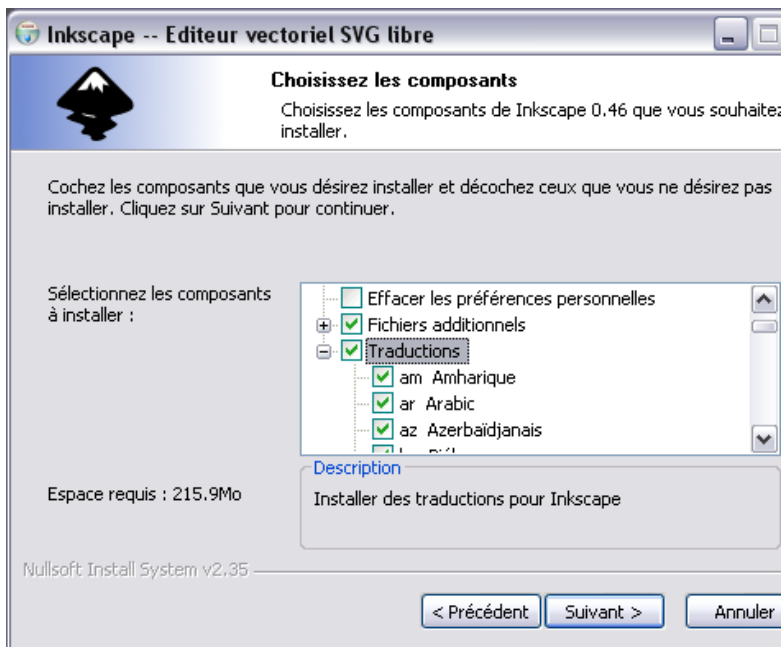 Inkscape -- Editeur vectoriel SVG libre
Choisissez les composants
Choisissez les composants de Inkscape 0.46 que vous souhaitez
installer.
Cochez les composants que vous désirez installer et décochez ceux que vous ne désirez pas
installer. Cliquez sur Suivant pour continuer.
Sélectionnez les composants
à installer :
Effacer les préférences personnelles
Fichiers additionnels
Traductions
am Amharique
ar Arabic
az Azerbaïdjanais
Espace requis : 215.9Mo
Description
Installer des traductions pour Inkscape
Nullsoft Install System v2.35
< Précédent
Suivant >
Annuler